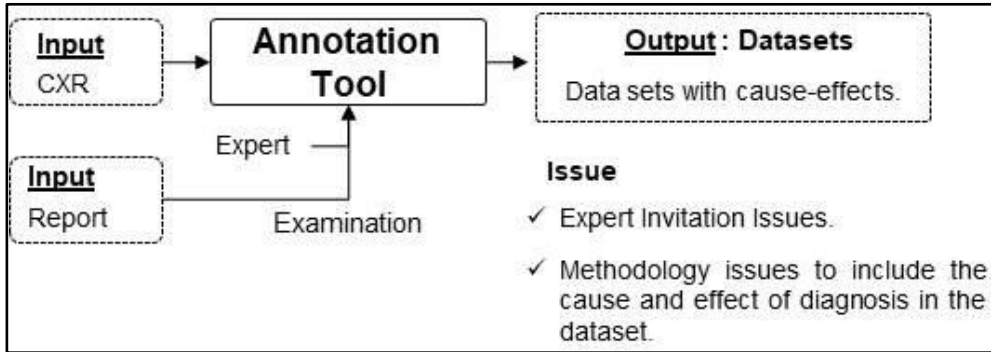 Input
CXR
Annotation
Tool
Output : Datasets
Data sets with cause-effects.
Expert
Input
Report
Examination
Issue
✓ Expert Invitation Issues.
✓ Methodology issues to include the
cause and effect of diagnosis in the
dataset.